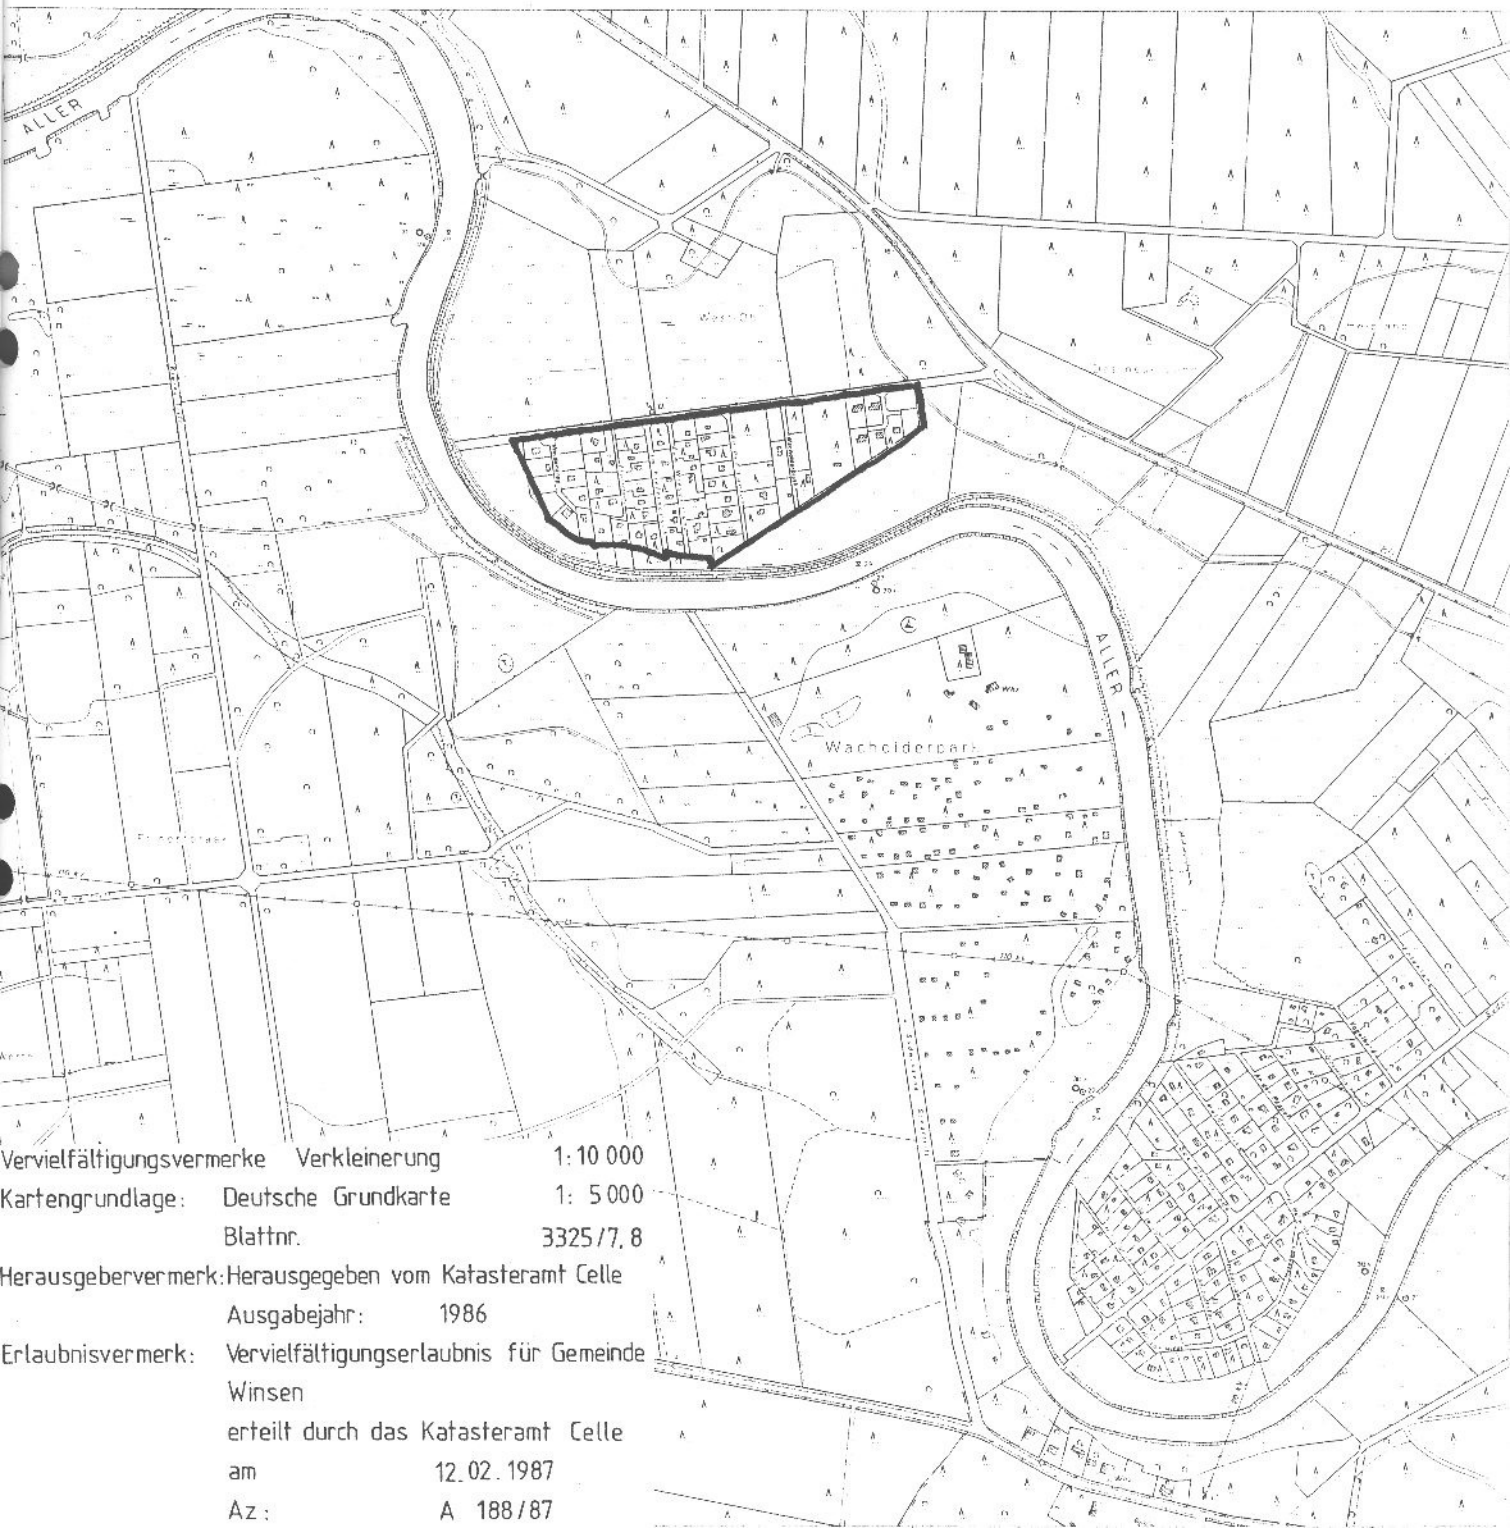 ALLER
ALLER
Wacholderpark
Vervielfältigungsvermerke Verkleinerung 1:10 000
Kartengrundlage: Deutsche Grundkarte 1: 5 000
Blattnr. 3325/7, 8
Herausgebervermerk: Herausgegeben vom Katasteramt Celle
Ausgabejahr: 1986
Erlaubnisvermerk: Vervielfältigungserlaubnis für Gemeinde
Winsen
erteilt durch das Katasteramt Celle
am 12.02.1987
Az: A 188/87